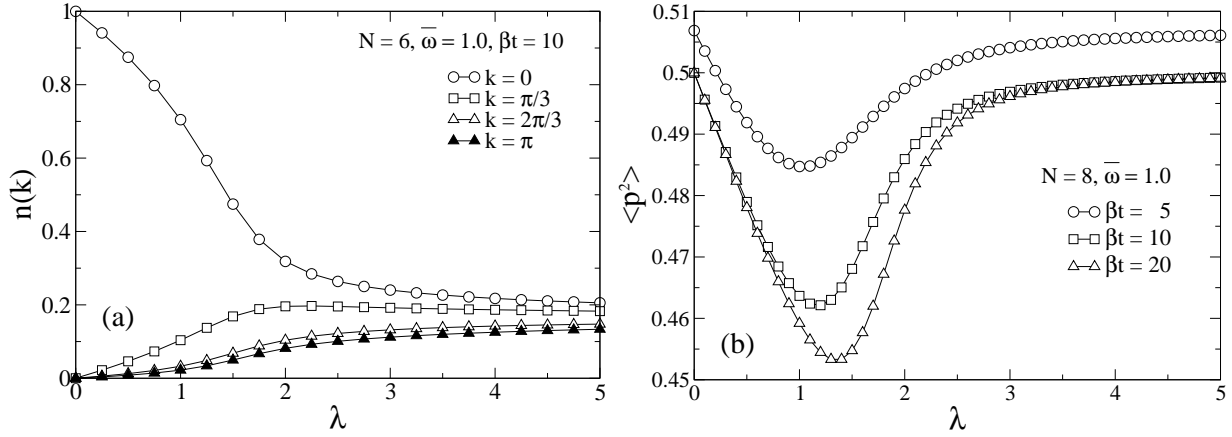 1
0.8
0.6
0.4
0.2
0
n(k)
N = 6, ω̅ = 1.0, βt = 10
k = 0
k = π/3
k = 2π/3
k = π
(a)
0 1 2 3 4 5
λ
0.51
0.5
0.49
0.48
0.47
0.46
0.45
<p²>
N = 8, ω̅ = 1.0
βt = 5
βt = 10
βt = 20
(b)
0 1 2 3 4 5
λ